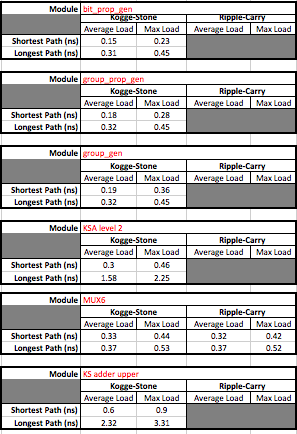 Module bit_prop_gen
Kogge-Stone Ripple-Carry
Average Load Max Load Average Load Max Load
Shortest Path (ns) 0.15 0.23
Longest Path (ns) 0.31 0.45
Module group_prop_gen
Kogge-Stone Ripple-Carry
Average Load Max Load Average Load Max Load
Shortest Path (ns) 0.18 0.28
Longest Path (ns) 0.32 0.45
Module group_gen
Kogge-Stone Ripple-Carry
Average Load Max Load Average Load Max Load
Shortest Path (ns) 0.19 0.36
Longest Path (ns) 0.32 0.45
Module KSA level 2
Kogge-Stone Ripple-Carry
Average Load Max Load Average Load Max Load
Shortest Path (ns) 0.3 0.46
Longest Path (ns) 1.58 2.25
Module MUX6
Kogge-Stone Ripple-Carry
Average Load Max Load Average Load Max Load
Shortest Path (ns) 0.33 0.44 0.32 0.42
Longest Path (ns) 0.37 0.53 0.37 0.52
Module KS adder upper
Kogge-Stone Ripple-Carry
Average Load Max Load Average Load Max Load
Shortest Path (ns) 0.6 0.9
Longest Path (ns) 2.32 3.31